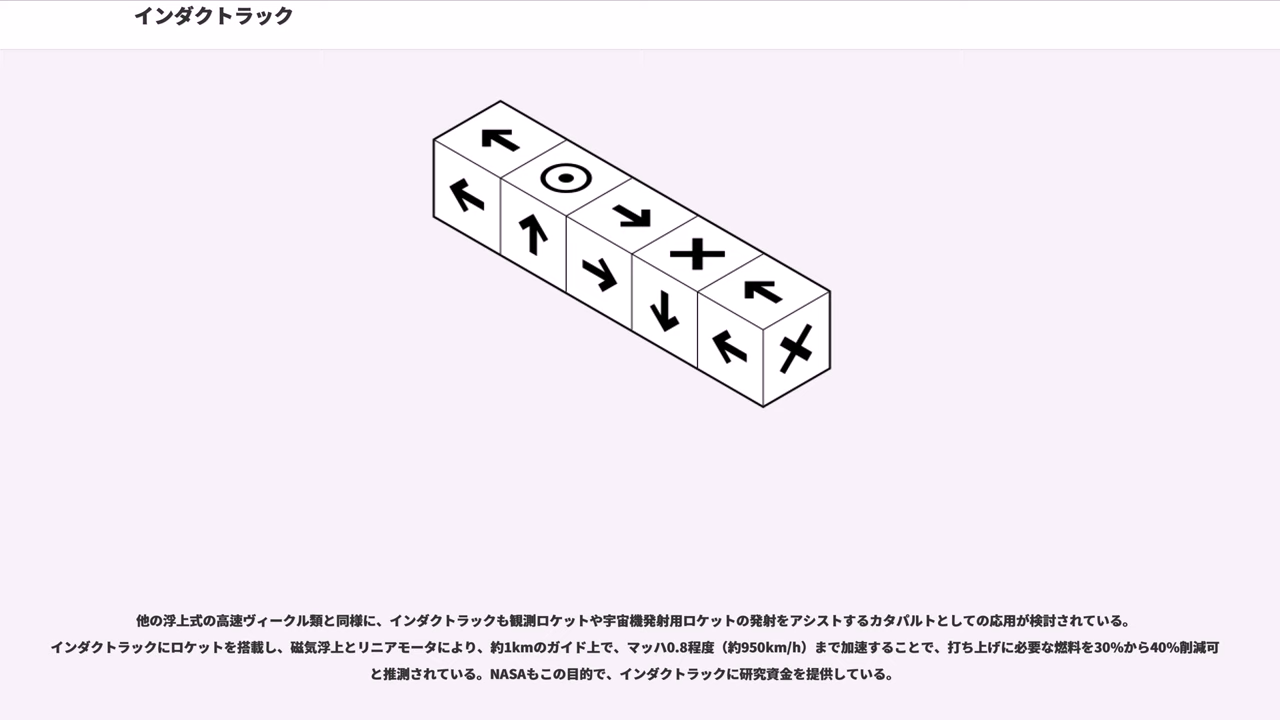 インダクトラック
他の浮上式の高速ヴィークル類と同様に、インダクトラックも観測ロケットや宇宙機発射用ロケットの発射をアシストするカタパルトとしての応用が検討されている。
インダクトラックにロケットを搭載し、磁気浮上とリニアモータにより、約1kmのガイド上で、マッハ0.8程度（約950km/h）まで加速することで、打ち上げに必要な燃料を30%から40%削減可
と推測されている。NASAもこの目的で、インダクトラックに研究資金を提供している。